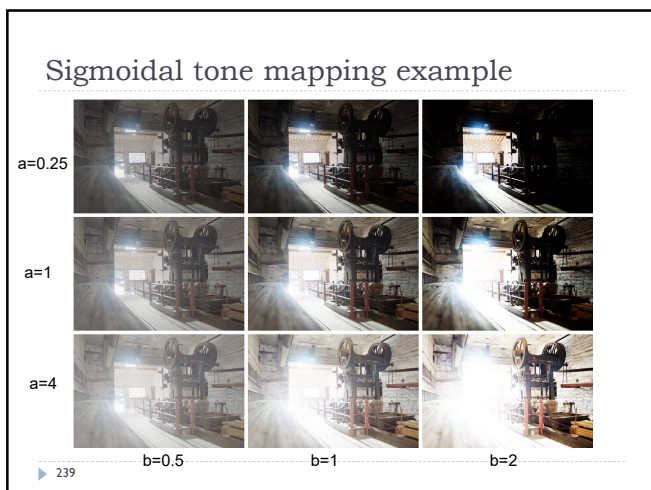 Sigmoidal tone mapping example
a=0.25
a=1
a=4
b=0.5 b=1 b=2
239